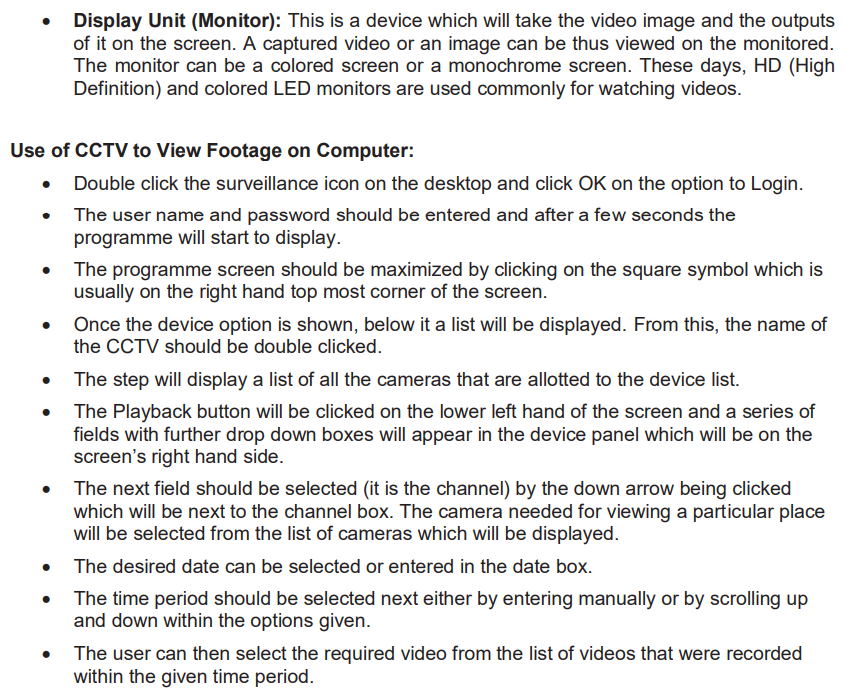 • Display Unit (Monitor): This is a device which will take the video image and the outputs
of it on the screen. A captured video or an image can be thus viewed on the monitored.
The monitor can be a colored screen or a monochrome screen. These days, HD (High
Definition) and colored LED monitors are used commonly for watching videos.
Use of CCTV to View Footage on Computer:
• Double click the surveillance icon on the desktop and click OK on the option to Login.
• The user name and password should be entered and after a few seconds the
programme will start to display.
• The programme screen should be maximized by clicking on the square symbol which is
usually on the right hand top most corner of the screen.
• Once the device option is shown, below it a list will be displayed. From this, the name of
the CCTV should be double clicked.
• The step will display a list of all the cameras that are allotted to the device list.
• The Playback button will be clicked on the lower left hand of the screen and a series of
fields with further drop down boxes will appear in the device panel which will be on the
screen's right hand side.
• The next field should be selected (it is the channel) by the down arrow being clicked
which will be next to the channel box. The camera needed for viewing a particular place
will be selected from the list of cameras which will be displayed.
• The desired date can be selected or entered in the date box.
• The time period should be selected next either by entering manually or by scrolling up
and down within the options given.
• The user can then select the required video from the list of videos that were recorded
within the given time period.